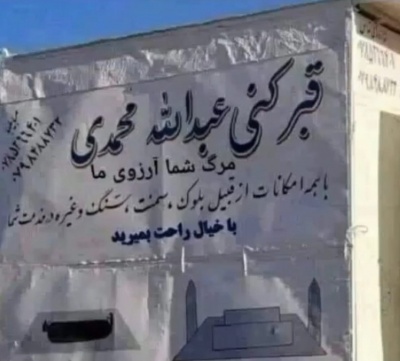 قبرکنی عبدالله محمدی
مرگ شما آرزوی ما
با همه امکانات از قبیل بلوک، سمنت، سنگ و غیره در خدمت شما
با خیال راحت بمیرید